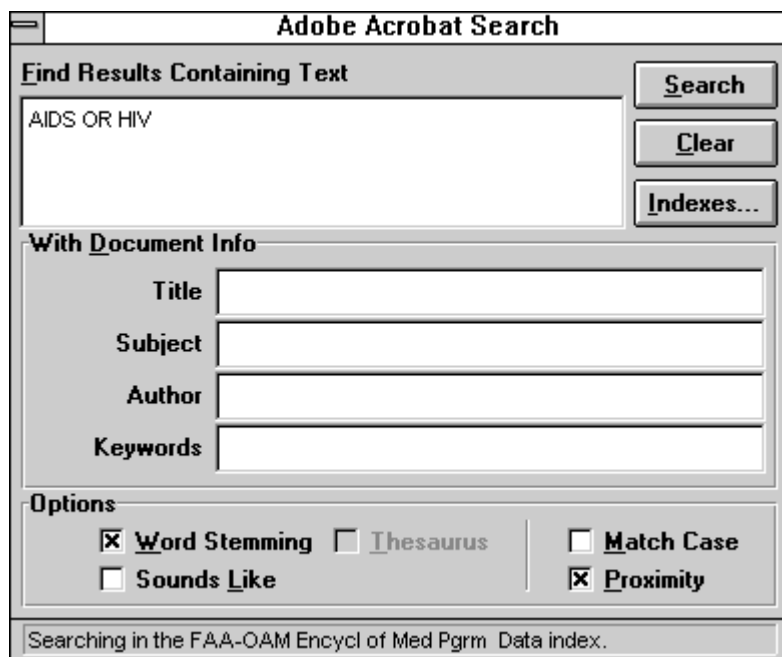 Adobe Acrobat Search
Find Results Containing Text
AIDS OR HIV
Search
Clear
Indexes...
With Document Info
Title
Subject
Author
Keywords
Options
Word Stemming
Thesaurus
Match Case
Sounds Like
Proximity
Searching in the FAA-OAM Encycl of Med Pgrm Data index.